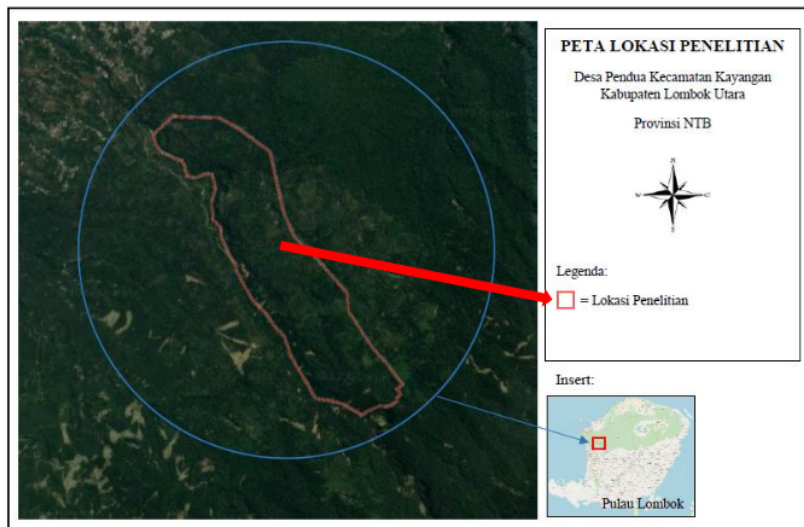 PETA LOKASI PENELITIAN
Desa Pendua Kecamatan Kayangan
Kabupaten Lombok Utara
Provinsi NTB
N
W
S
Legenda:
= Lokasi Penelitian
Insert:
Pulau Lombok